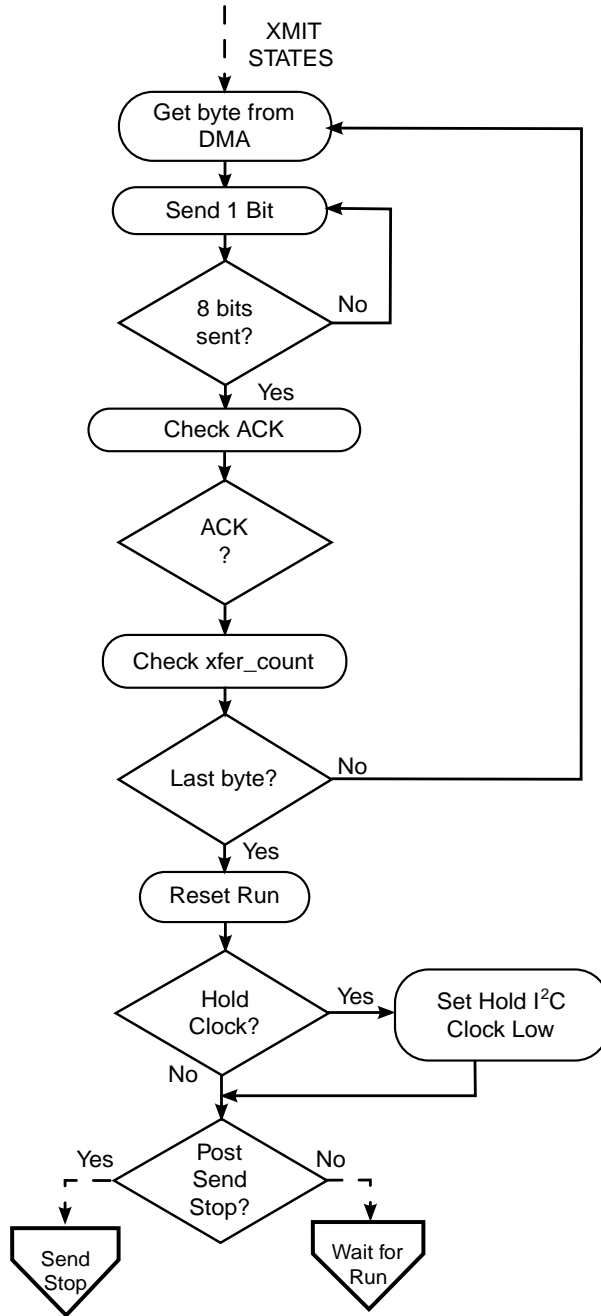 XMIT
STATES
Get byte from
DMA
Send 1 Bit
8 bits
sent?
No
Yes
Check ACK
ACK
?
Check xfer_count
Last byte?
No
Yes
Reset Run
Hold
Clock?
Yes
Set Hold I²C
Clock Low
No
Post
Send
Stop?
Yes
No
Send
Stop
Wait for
Run